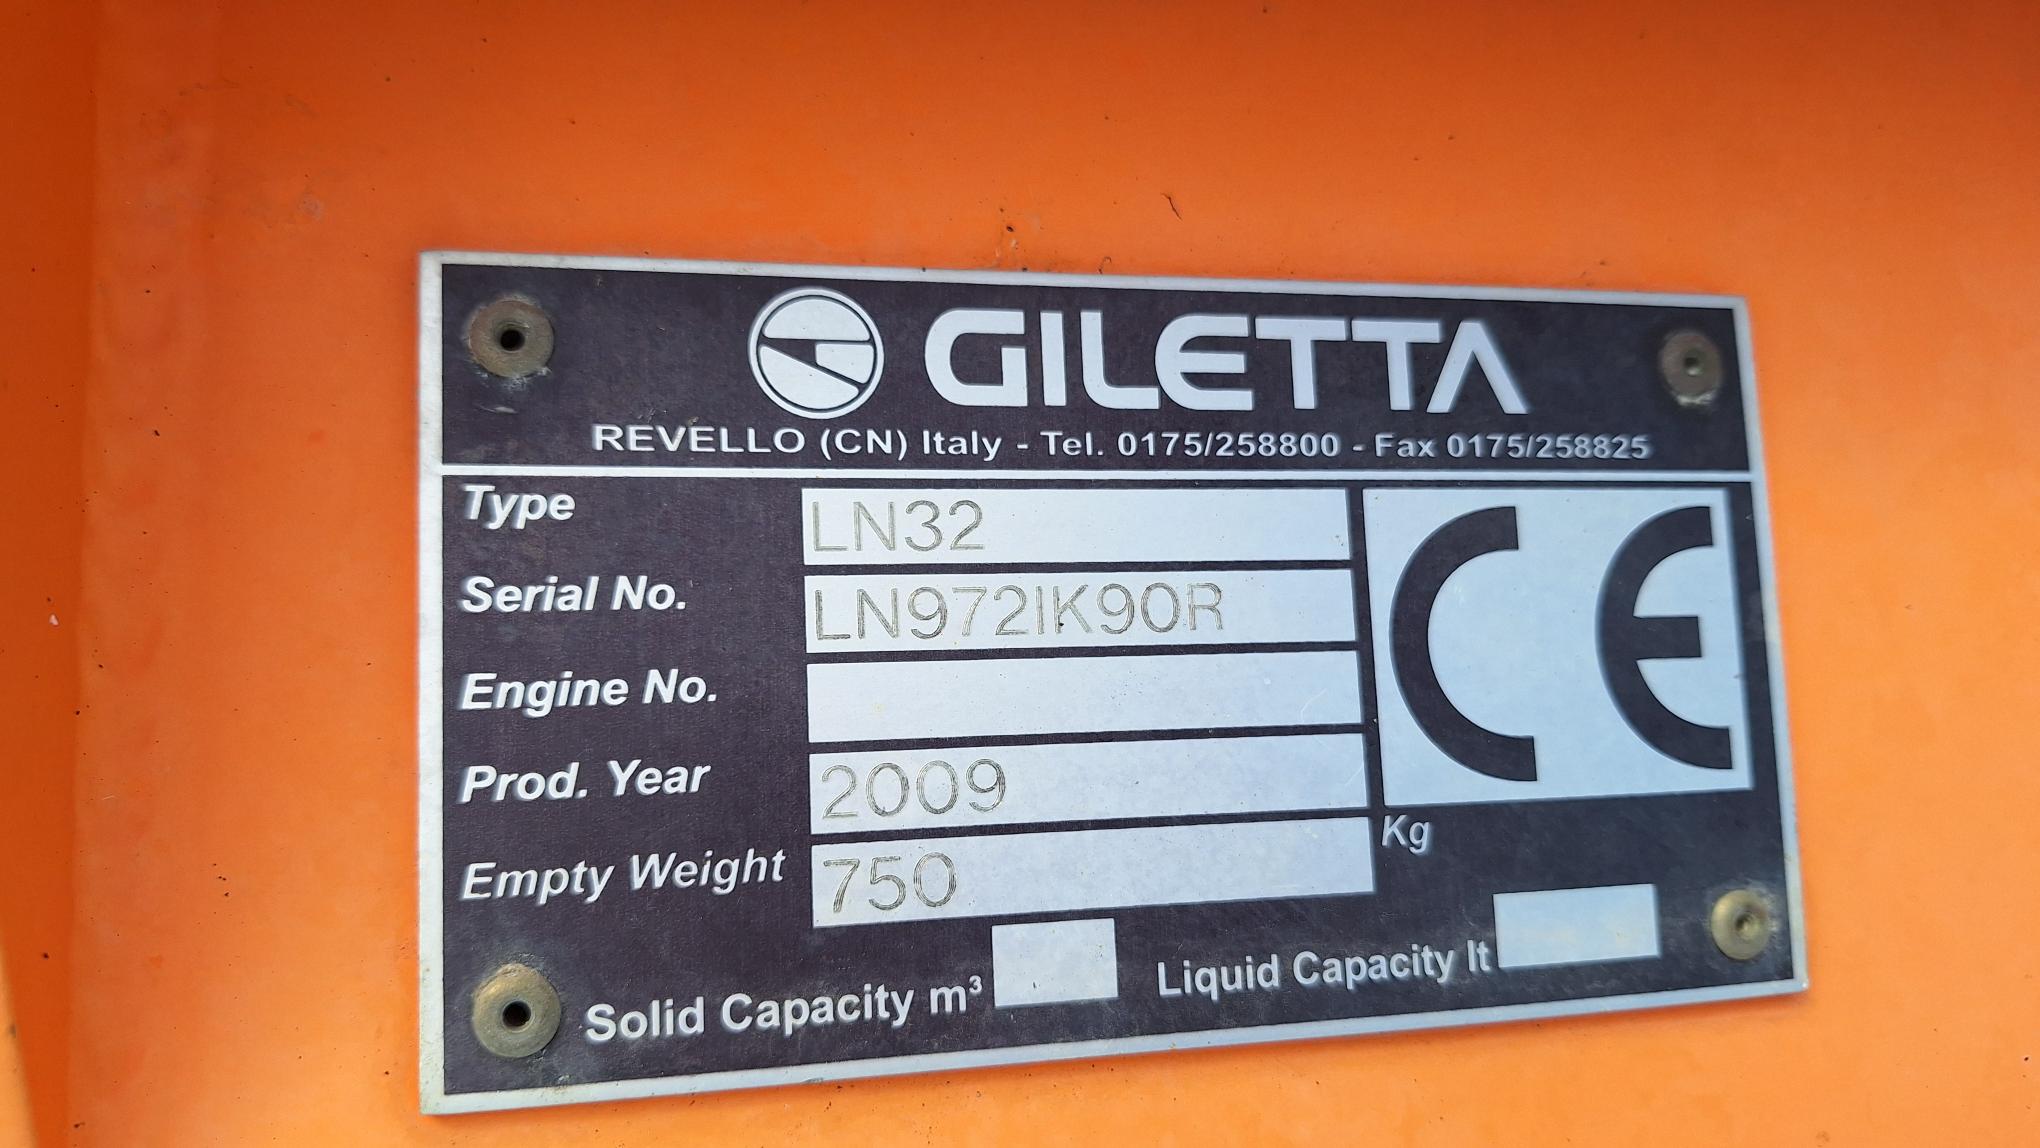 GILETTA
REVELLO (CN) Italy - Tel. 0175/258800 - Fax 0175/258825
Type LN32
Serial No. LN972IK90R
Engine No.
Prod. Year 2009
Empty Weight 750 Kg
Solid Capacity m³ Liquid Capacity lt
CE